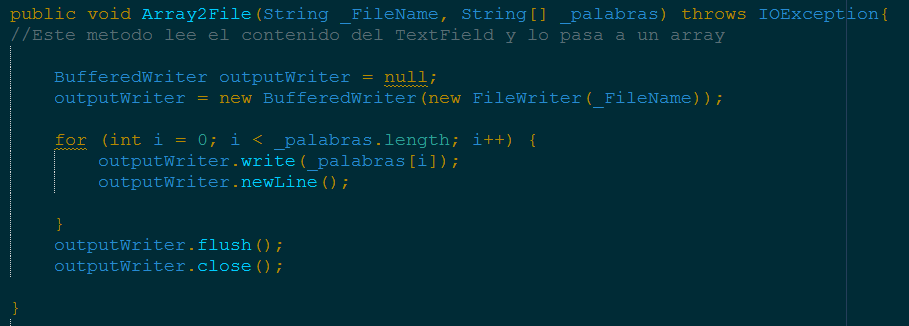 public void Array2File(String _FileName, String[] _palabras) throws IOException{
//Este metodo lee el contenido del TextField y lo pasa a un array
BufferedWriter outputWriter = null;
outputWriter = new BufferedWriter(new FileWriter(_FileName));
for (int i = 0; i < _palabras.length; i++) {
outputWriter.write(_palabras[i]);
outputWriter.newLine();
}
outputWriter.flush();
outputWriter.close();
}